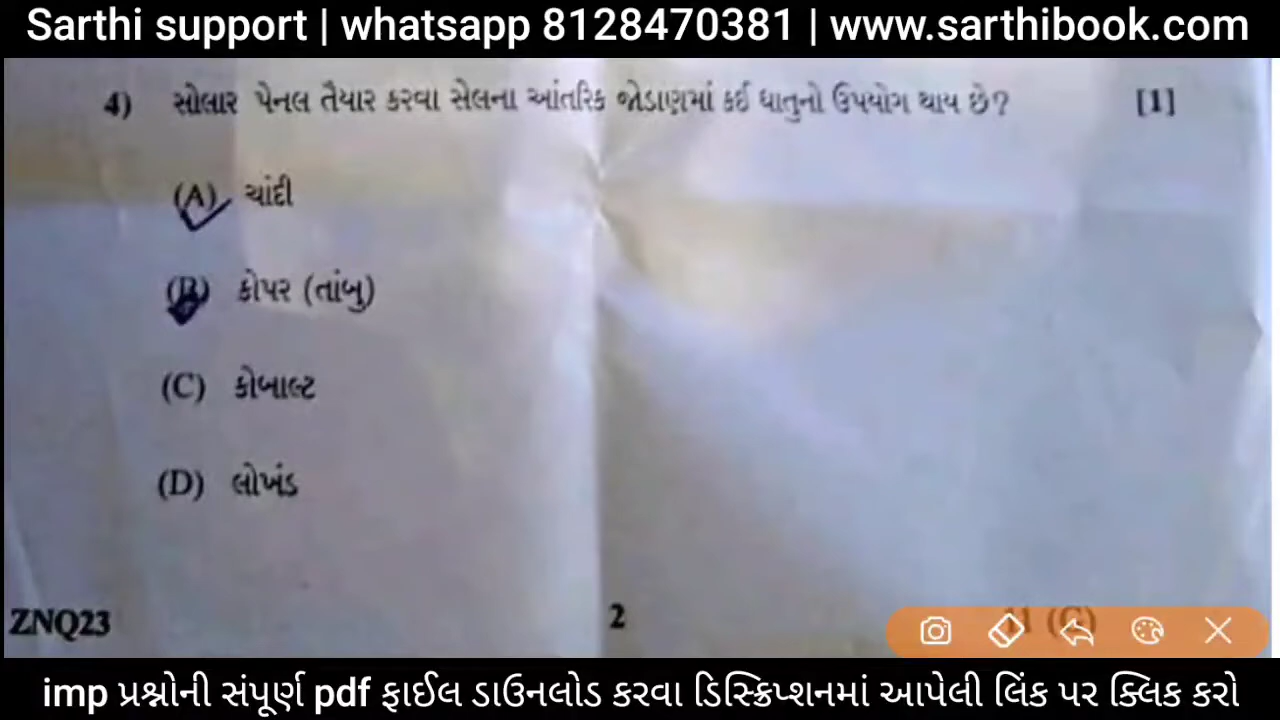 Sarthi support | whatsapp 8128470381 | www.sarthibook.com
4) સોલાર પેનલ તૈયાર કરવા સેલના આંતરિક જોડાણમાં કઈ ધાતુનો ઉપયોગ થાય છે? [1]
(A) ચાંદી
(B) કોપર (તાંબુ)
(C) કોબાલ્ટ
(D) લોખંડ
ZNQ23 2 11 (G)
imp પ્રશ્નોની સંપૂર્ણ pdf ફાઈલ ડાઉનલોડ કરવા ડિસ્ક્રિપ્શનમાં આપેલી લિંક પર ક્લિક કરો